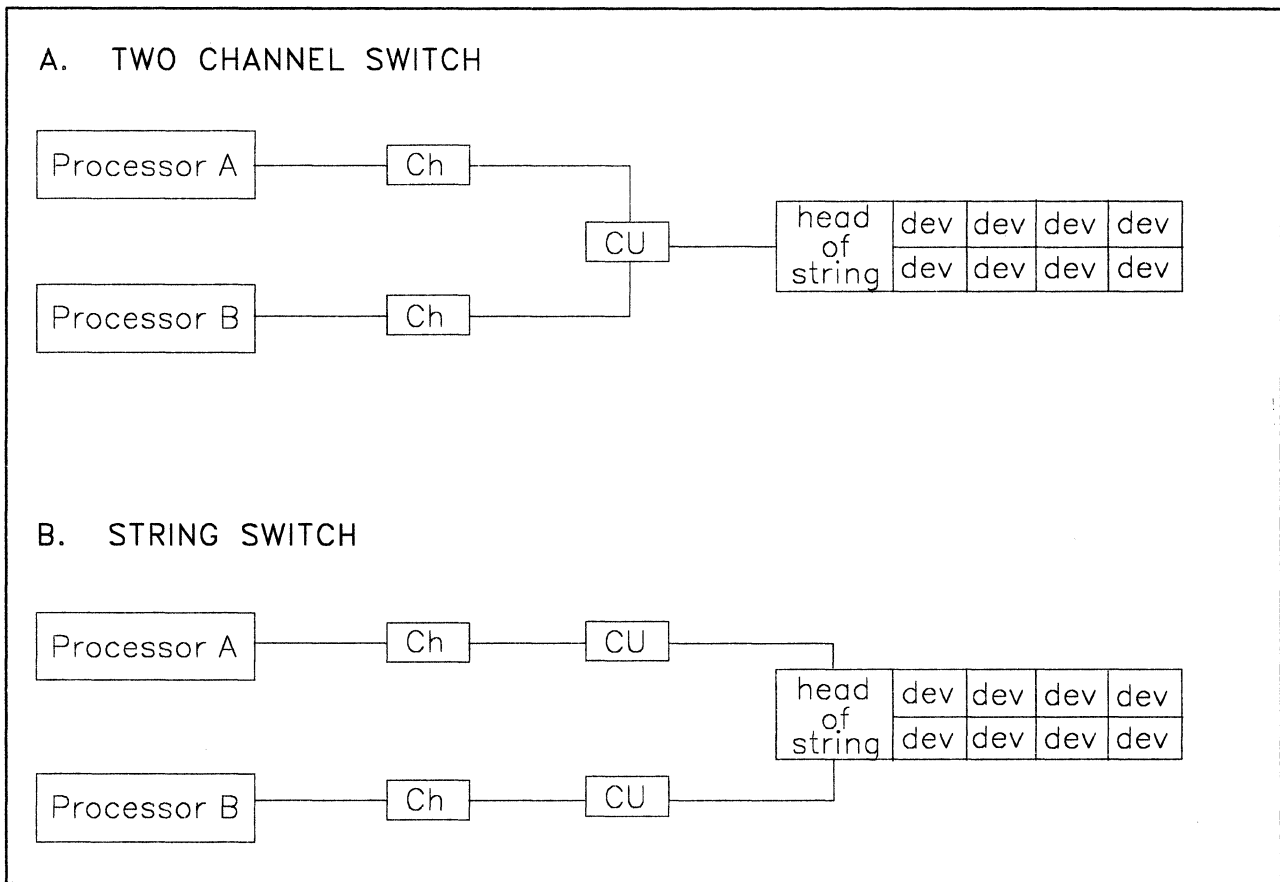 A. TWO CHANNEL SWITCH
Processor A
Ch
CU
head
of
string
dev dev dev dev
dev dev dev dev
Processor B
Ch
B. STRING SWITCH
Processor A
Ch
CU
head
of
string
dev dev dev dev
dev dev dev dev
Processor B
Ch
CU